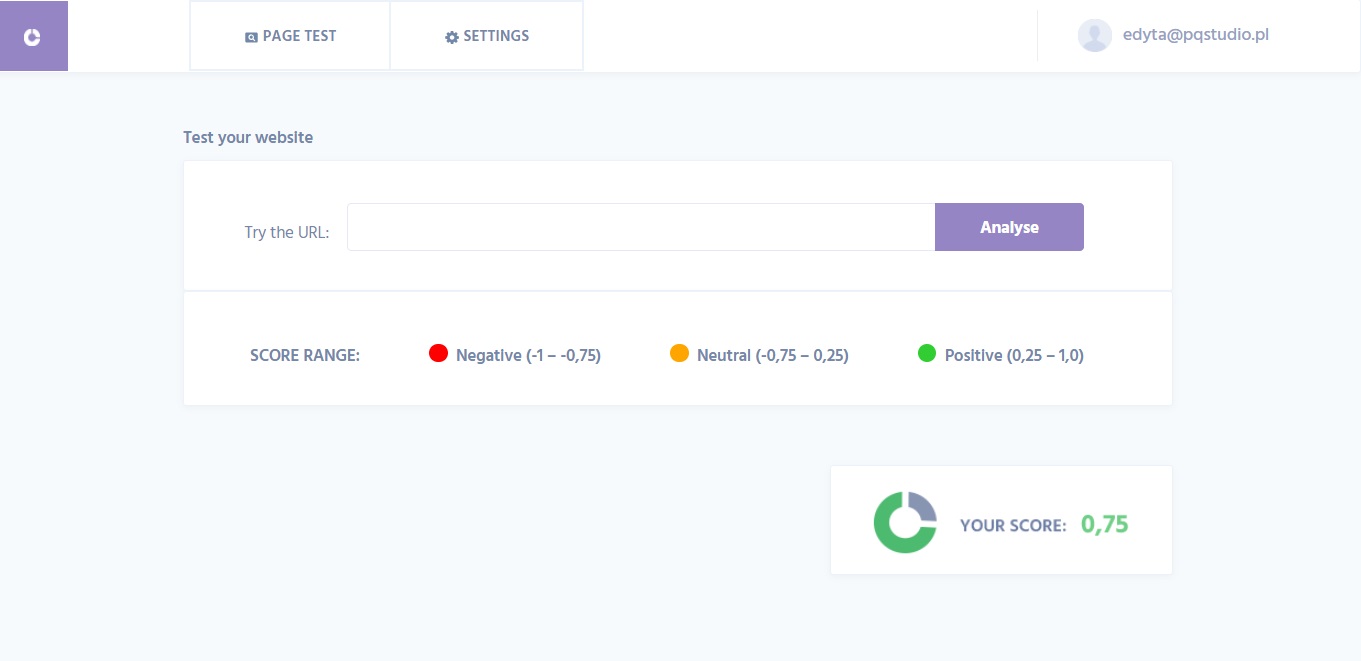 PAGE TEST
SETTINGS
edyta@pqstudio.pl
Test your website
Try the URL:
Analyse
SCORE RANGE:
Negative (-1 – -0,75)
Neutral (-0,75 – 0,25)
Positive (0,25 – 1,0)
YOUR SCORE: 0,75